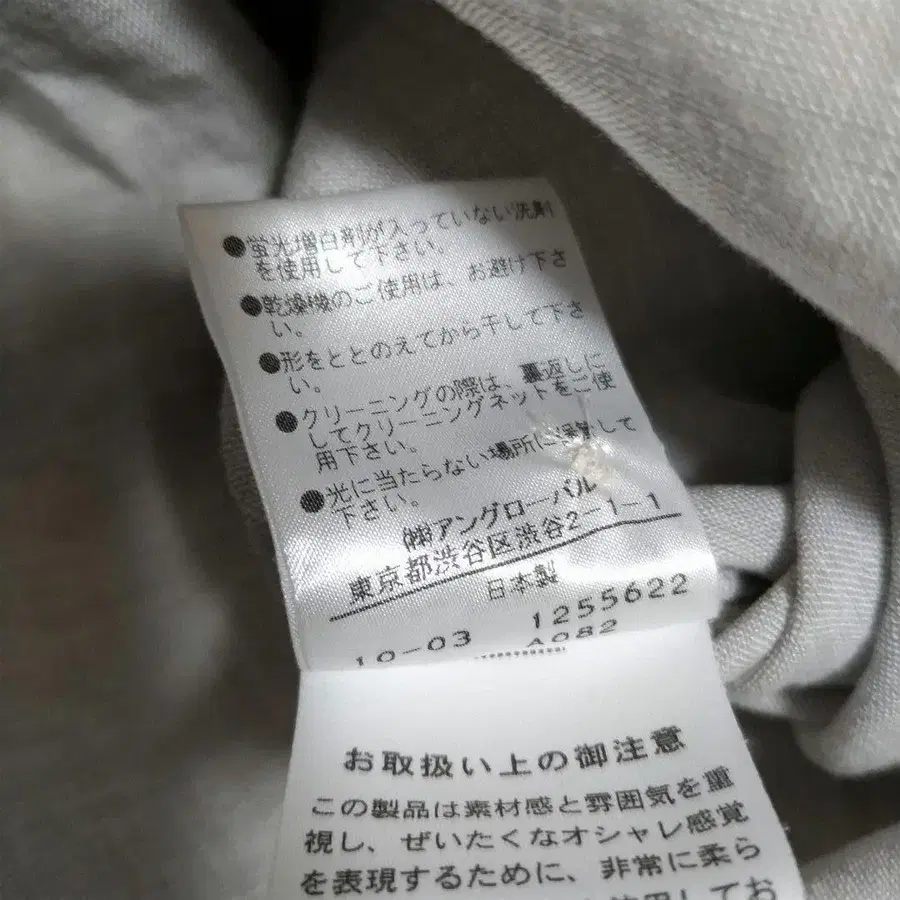 ●蛍光増白剤が入っていない洗剤
を使用して下さい。
●乾燥機のご使用は、お避け下さ
い。
●形をととのえてから干して下さ
い。
●クリーニングの際は、裏返しに
してクリーニングネットをご使
用下さい。
●光に当たらない場所に保管して
下さい。
㈱アングローバル
東京都渋谷区渋谷2-1-1
日本製
10-03 1255622
A082
お取扱い上の御注意
この製品は素材感と雰囲気を重
視し、ぜいたくなオシャレ感覚
を表現するために、非常に柔ら
使用してお